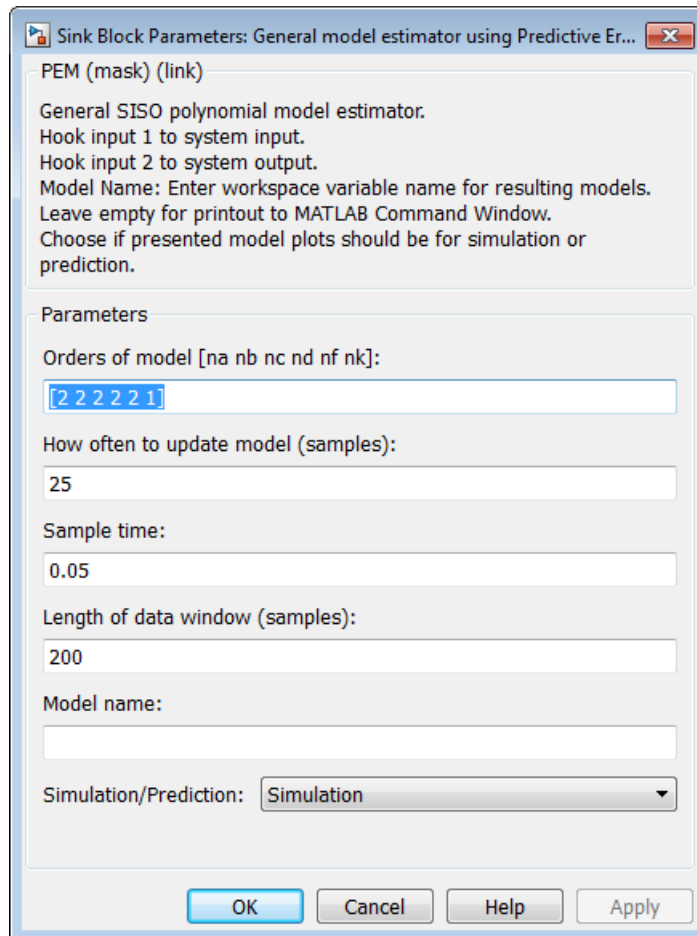 Sink Block Parameters: General model estimator using Predictive Er...
PEM (mask) (link)
General SISO polynomial model estimator.
Hook input 1 to system input.
Hook input 2 to system output.
Model Name: Enter workspace variable name for resulting models.
Leave empty for printout to MATLAB Command Window.
Choose if presented model plots should be for simulation or
prediction.
Parameters
Orders of model [na nb nc nd nf nk]:
[2 2 2 2 2 1]
How often to update model (samples):
25
Sample time:
0.05
Length of data window (samples):
200
Model name:
Simulation/Prediction: Simulation
OK Cancel Help Apply